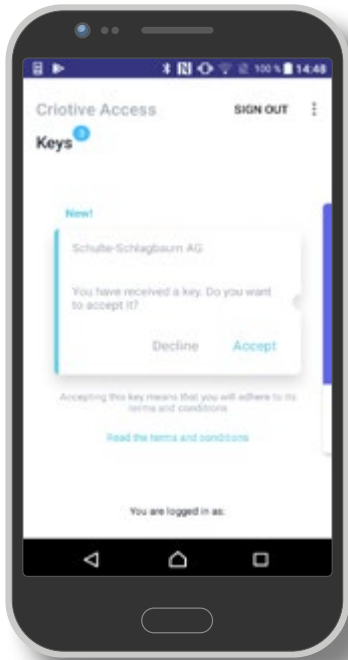 100 % 14:48
Criotive Access SIGN OUT
Keys
New!
Schulte-Schlagbaum AG
You have received a key. Do you want
to accept it?
Decline Accept
Accepting this key means that you will adhere to its
terms and conditions
Read the terms and conditions
You are logged in as: